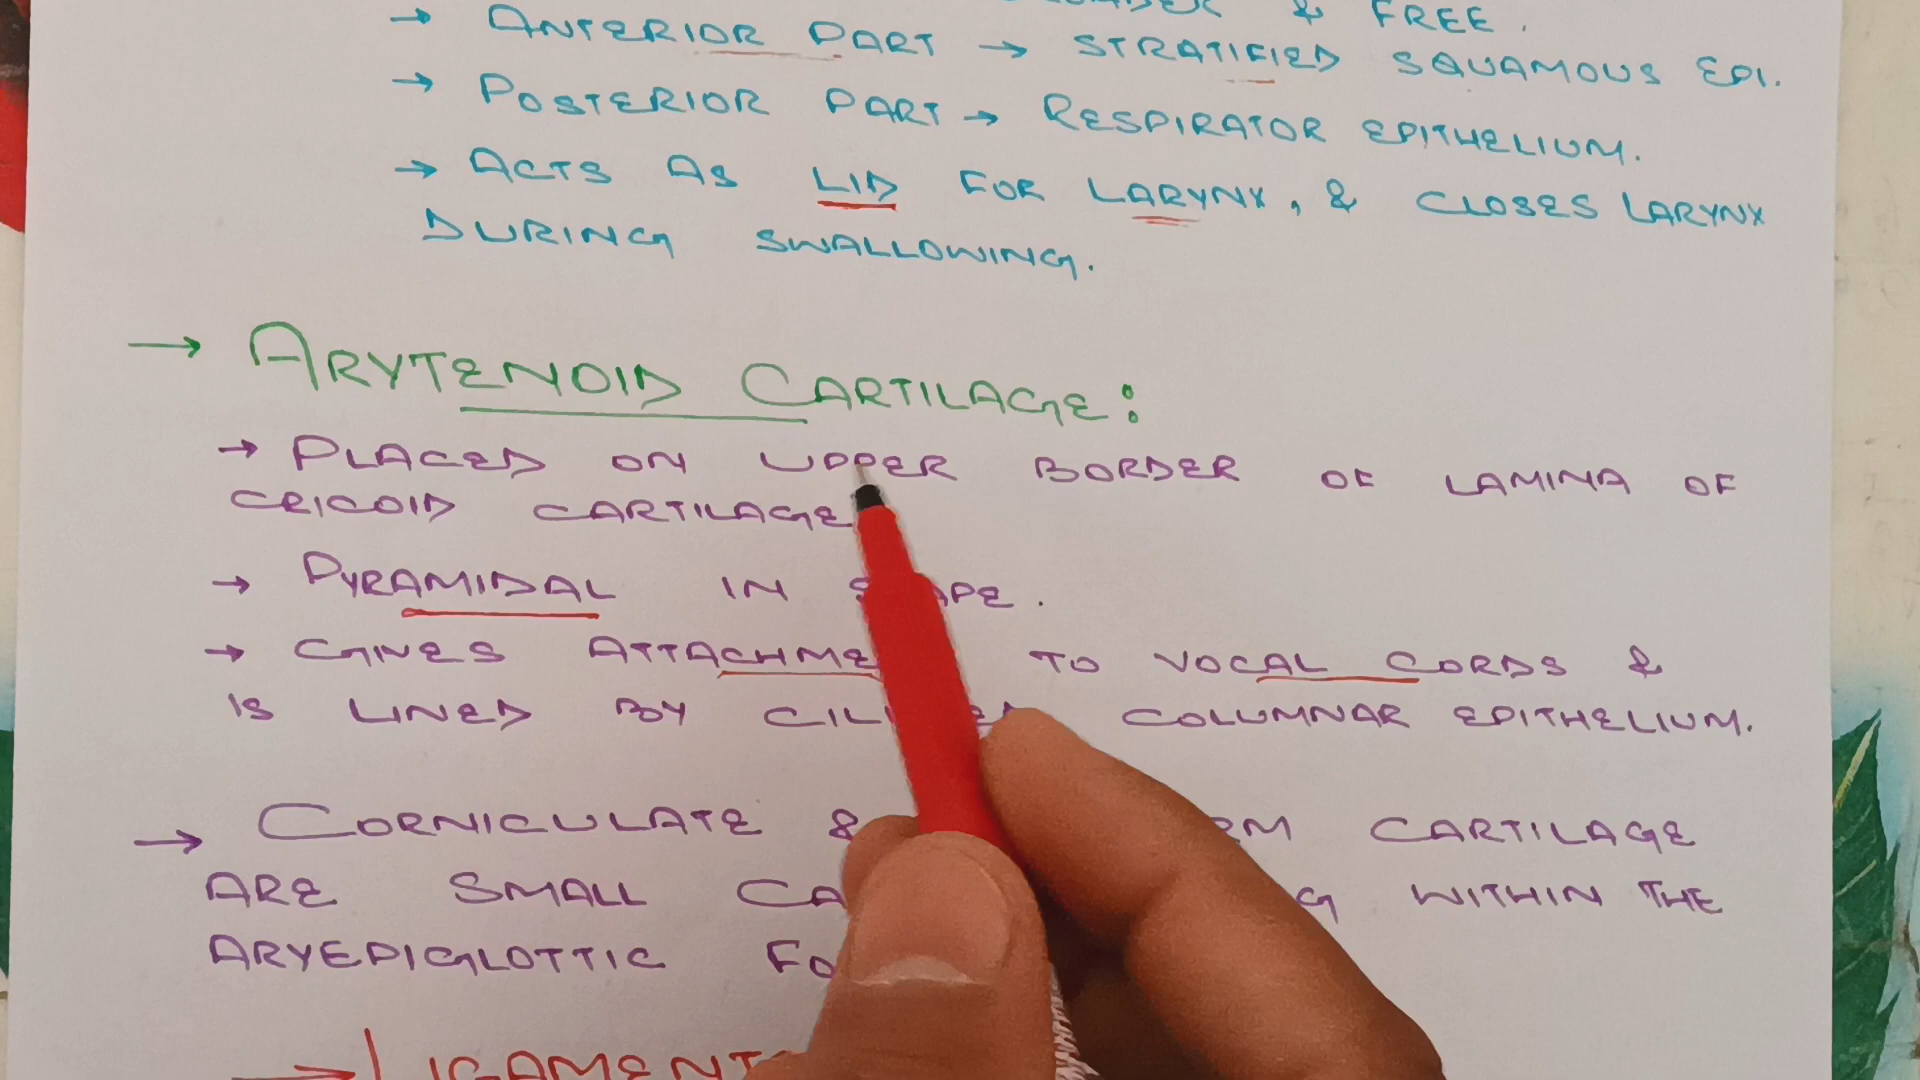 & FREE.
→ ANTERIOR PART → STRATIFIED SQUAMOUS EPI.
→ POSTERIOR PART → RESPIRATOR EPITHELIUM.
→ ACTS AS LID FOR LARYNX, & CLOSES LARYNX
DURING SWALLOWING.
→ ARYTENOID CARTILAGE:
→ PLACED ON UPPER BORDER OF LAMINA OF
CRICOID CARTILAGE
→ PYRAMIDAL IN
→ GIVES TO VOCAL CORDS &
IS LINED BY COLUMNAR EPITHELIUM.
→ CORNICULATE & CARTILAGE
ARE SMALL WITHIN THE
ARYEPIGLOTTIC
→ LIGAMENT